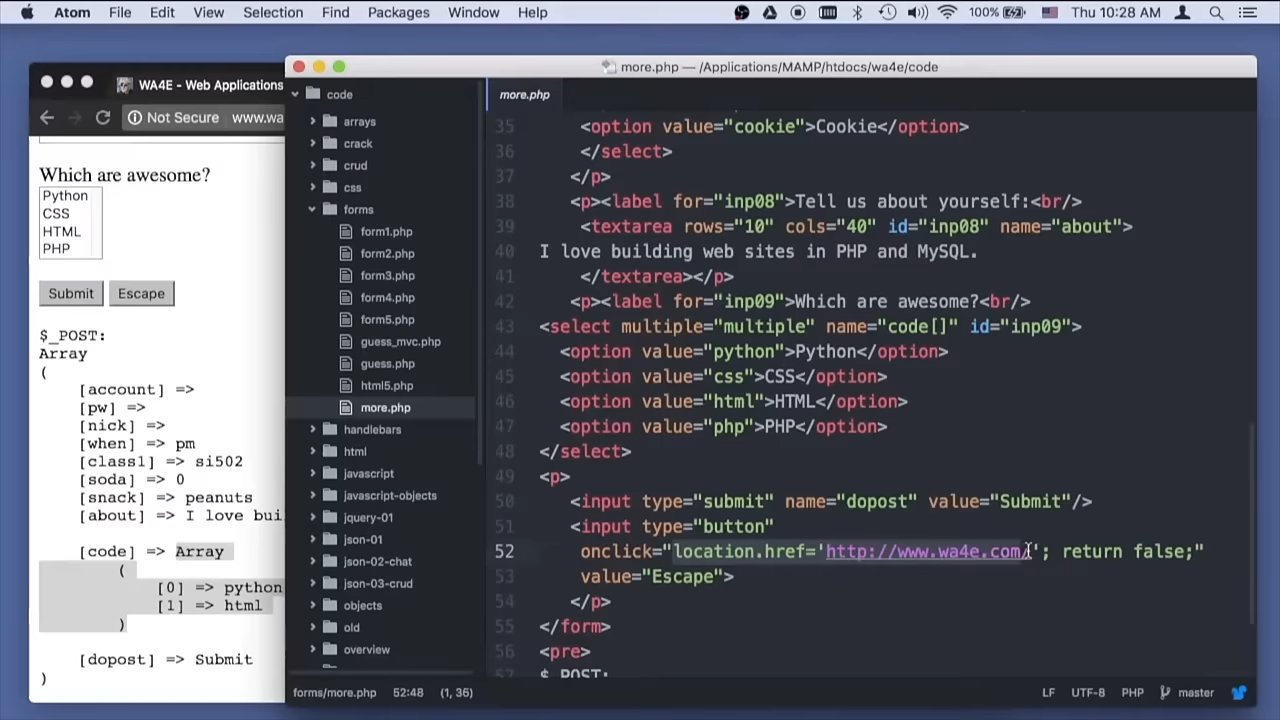 Atom File Edit View Selection Find Packages Window Help 100% Thu 10:28 AM
WA4E - Web Applications
Not Secure www.wa
Which are awesome?
Python
CSS
HTML
PHP
Submit Escape
$_POST:
Array
(
[account] =>
[pw] =>
[nick] =>
[when] => pm
[class1] => si502
[soda] => 0
[snack] => peanuts
[about] => I love bui
[code] => Array
(
[0] => python
[1] => html
)
[dopost] => Submit
)
more.php — /Applications/MAMP/htdocs/wa4e/code
code
arrays
crack
crud
css
forms
form1.php
form2.php
form3.php
form4.php
form5.php
guess_mvc.php
guess.php
html5.php
more.php
handlebars
html
javascript
javascript-objects
jquery-01
json-01
json-02-chat
json-03-crud
objects
old
overview
more.php
35 <option value="cookie">Cookie</option>
36 </select>
37 </p>
38 <p><label for="inp08">Tell us about yourself:<br/>
39 <textarea rows="10" cols="40" id="inp08" name="about">
40 I love building web sites in PHP and MySQL.
41 </textarea></p>
42 <p><label for="inp09">Which are awesome?<br/>
43 <select multiple="multiple" name="code[]" id="inp09">
44 <option value="python">Python</option>
45 <option value="css">CSS</option>
46 <option value="html">HTML</option>
47 <option value="php">PHP</option>
48 </select>
49 <p>
50 <input type="submit" name="dopost" value="Submit"/>
51 <input type="button"
52 onclick="location.href='http://www.wa4e.com/'; return false;"
53 value="Escape">
54 </p>
55 </form>
56 <pre>
57 $_POST:
forms/more.php 52:48 (1, 36) LF UTF-8 PHP master